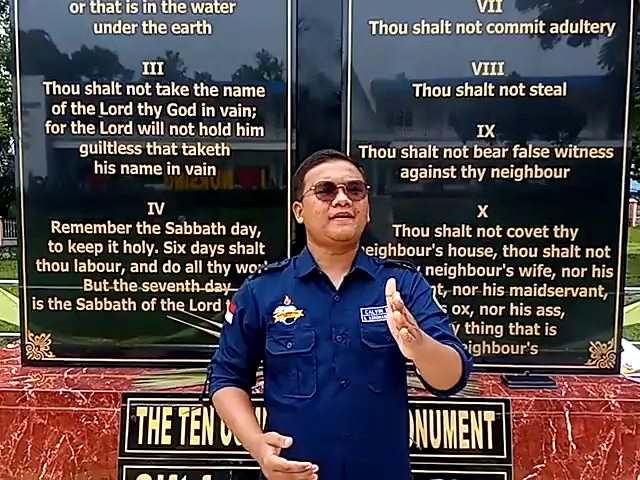 or that is in the water
under the earth
III
Thou shalt not take the name
of the Lord thy God in vain;
for the Lord will not hold him
guiltless that taketh
his name in vain
IV
Remember the Sabbath day,
to keep it holy. Six days shalt
thou labour, and do all thy
But the seventh day
is the Sabbath of the Lord
VII
Thou shalt not commit adultery
VIII
Thou shalt not steal
IX
Thou shalt not bear false witness
against thy neighbour
X
Thou shalt not covet thy
neighbour's house, thou shalt not
neighbour's wife, nor his
nor his maidservant,
ox, nor his ass,
thing that is
neighbour's
THE TEN MONUMENT